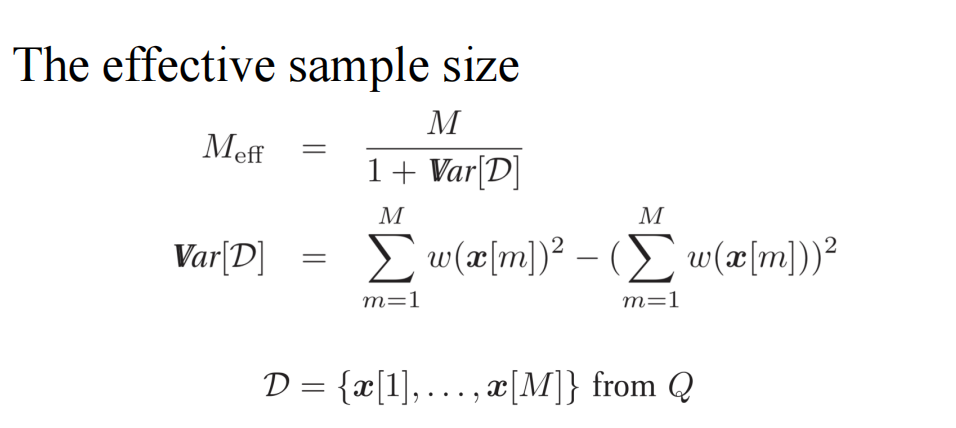 The effective sample size
M_eff = M / (1 + 𝕍ar[𝒟])
𝕍ar[𝒟] = ∑_{m=1}^{M} w(𝒙[m])² − (∑_{m=1}^{M} w(𝒙[m]))²
𝒟 = {𝒙[1], . . . , 𝒙[M]} from Q